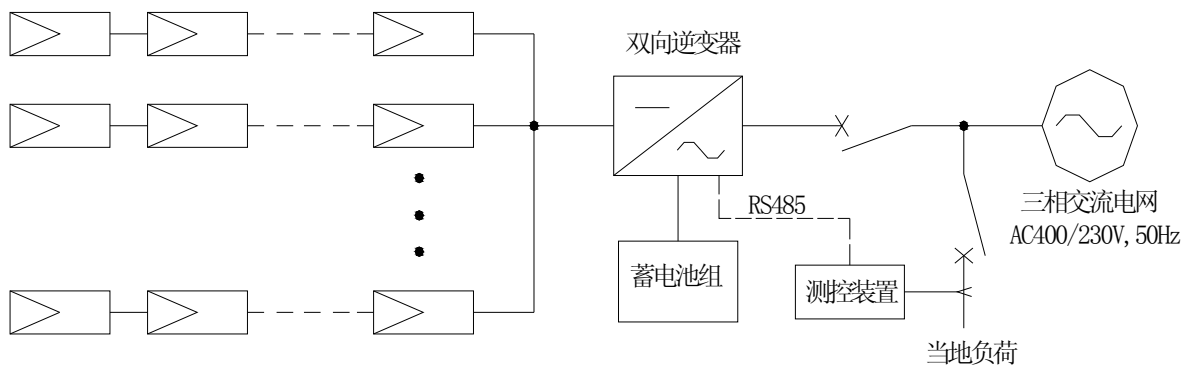 双向逆变器
RS485
三相交流电网
AC400/230V,50Hz
蓄电池组
测控装置
当地负荷